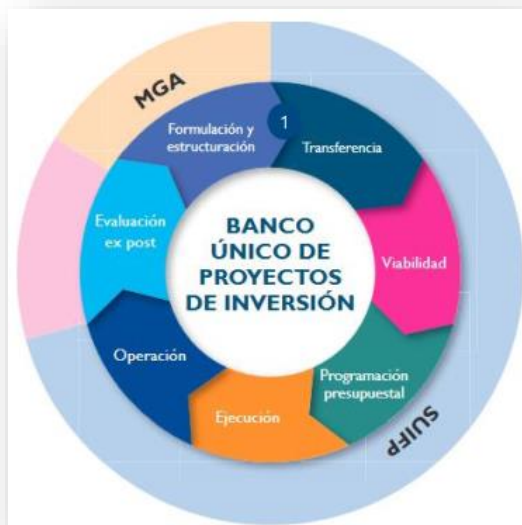 MGA
Formulación y
estructuración
1
Transferencia
Evaluación
ex post
BANCO
ÚNICO DE
PROYECTOS
DE INVERSIÓN
Viabilidad
Operación
Programación
presupuestal
Ejecución
SUIFP